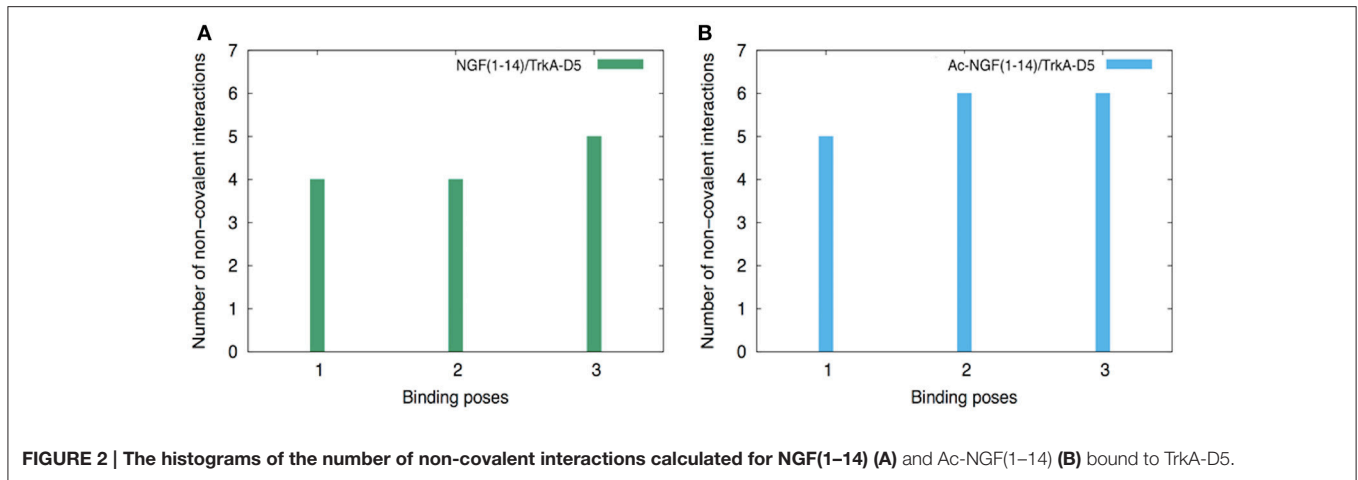 A
Number of non-covalent interactions
7
6
5
4
3
2
1
0
NGF(1-14)/TrkA-D5
1 2 3
Binding poses
B
Number of non-covalent interactions
7
6
5
4
3
2
1
0
Ac-NGF(1-14)/TrkA-D5
1 2 3
Binding poses
FIGURE 2 | The histograms of the number of non-covalent interactions calculated for NGF(1–14) (A) and Ac-NGF(1–14) (B) bound to TrkA-D5.